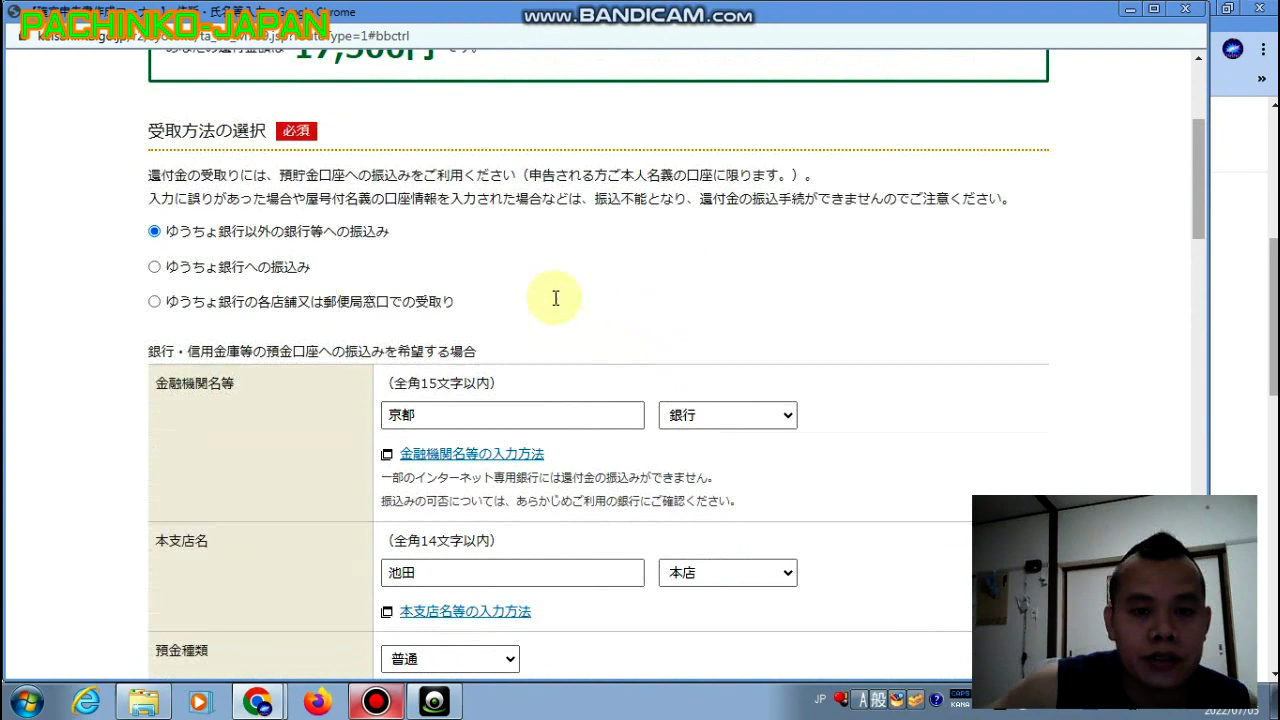 PACHINKO-JAPAN
Chrome
www.BANDICAM.com
type=1#bbctrl
17,500円 です。
受取方法の選択 必須
還付金の受取りには、預貯金口座への振込みをご利用ください（申告される方ご本人名義の口座に限ります。）。
入力に誤りがあった場合や屋号付名義の口座情報を入力された場合などは、振込不能となり、還付金の振込手続ができませんのでご注意ください。
ゆうちょ銀行以外の銀行等への振込み
ゆうちょ銀行への振込み
ゆうちょ銀行の各店舗又は郵便局窓口での受取り
銀行・信用金庫等の預金口座への振込みを希望する場合
金融機関名等
（全角15文字以内）
京都 銀行
金融機関名等の入力方法
一部のインターネット専用銀行には還付金の振込みができません。
振込みの可否については、あらかじめご利用の銀行にご確認ください。
本支店名
（全角14文字以内）
池田 本店
本支店名等の入力方法
預金種類
普通
JP A 般 CAPS
KANA
2022/07/03